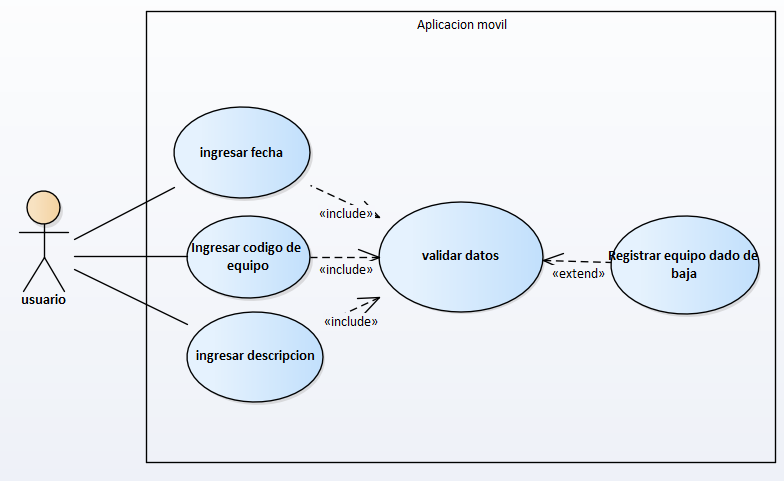 Aplicacion movil
ingresar fecha
«include»
Ingresar codigo de
equipo
«include»
validar datos
Registrar equipo dado de
baja
«extend»
usuario
«include»
ingresar descripcion